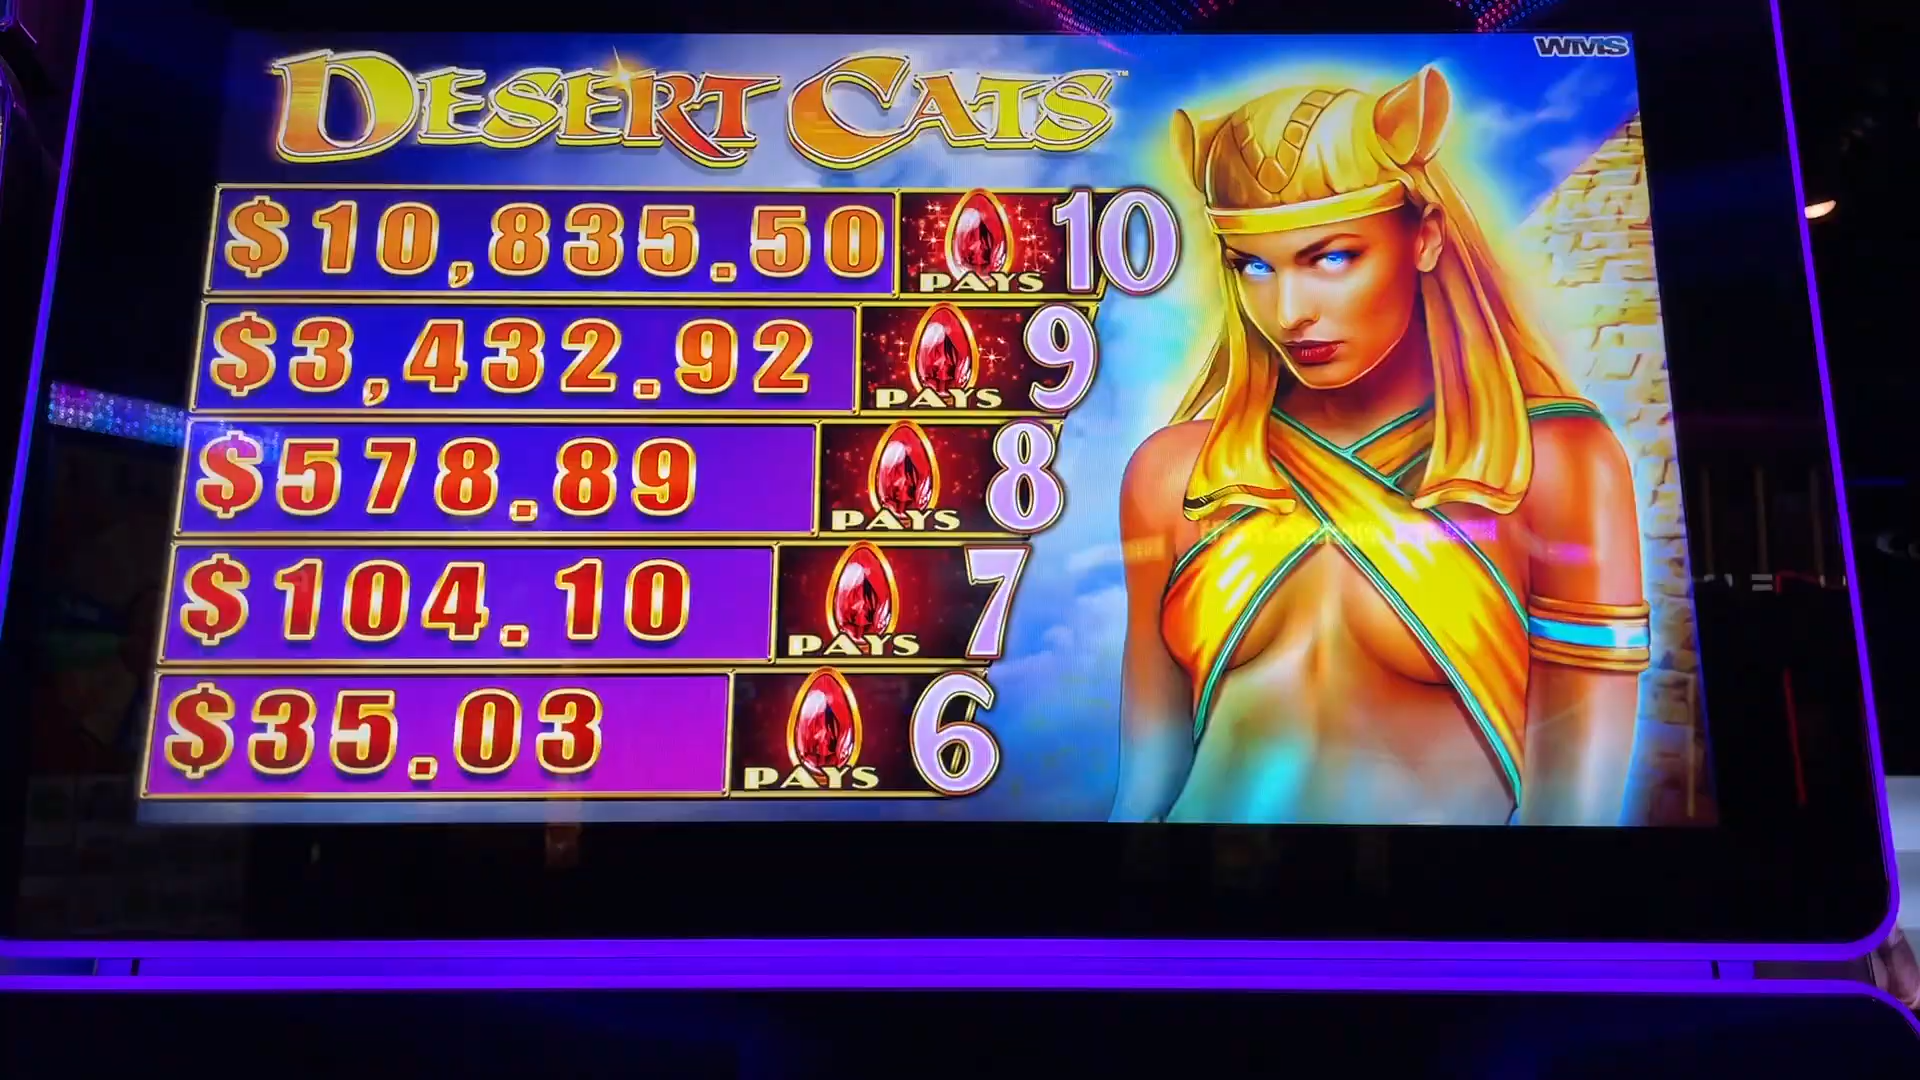 WMS
DESERT CATS™
$10,835.50 PAYS 10
$3,432.92 PAYS 9
$578.89 PAYS 8
$104.10 PAYS 7
$35.03 PAYS 6